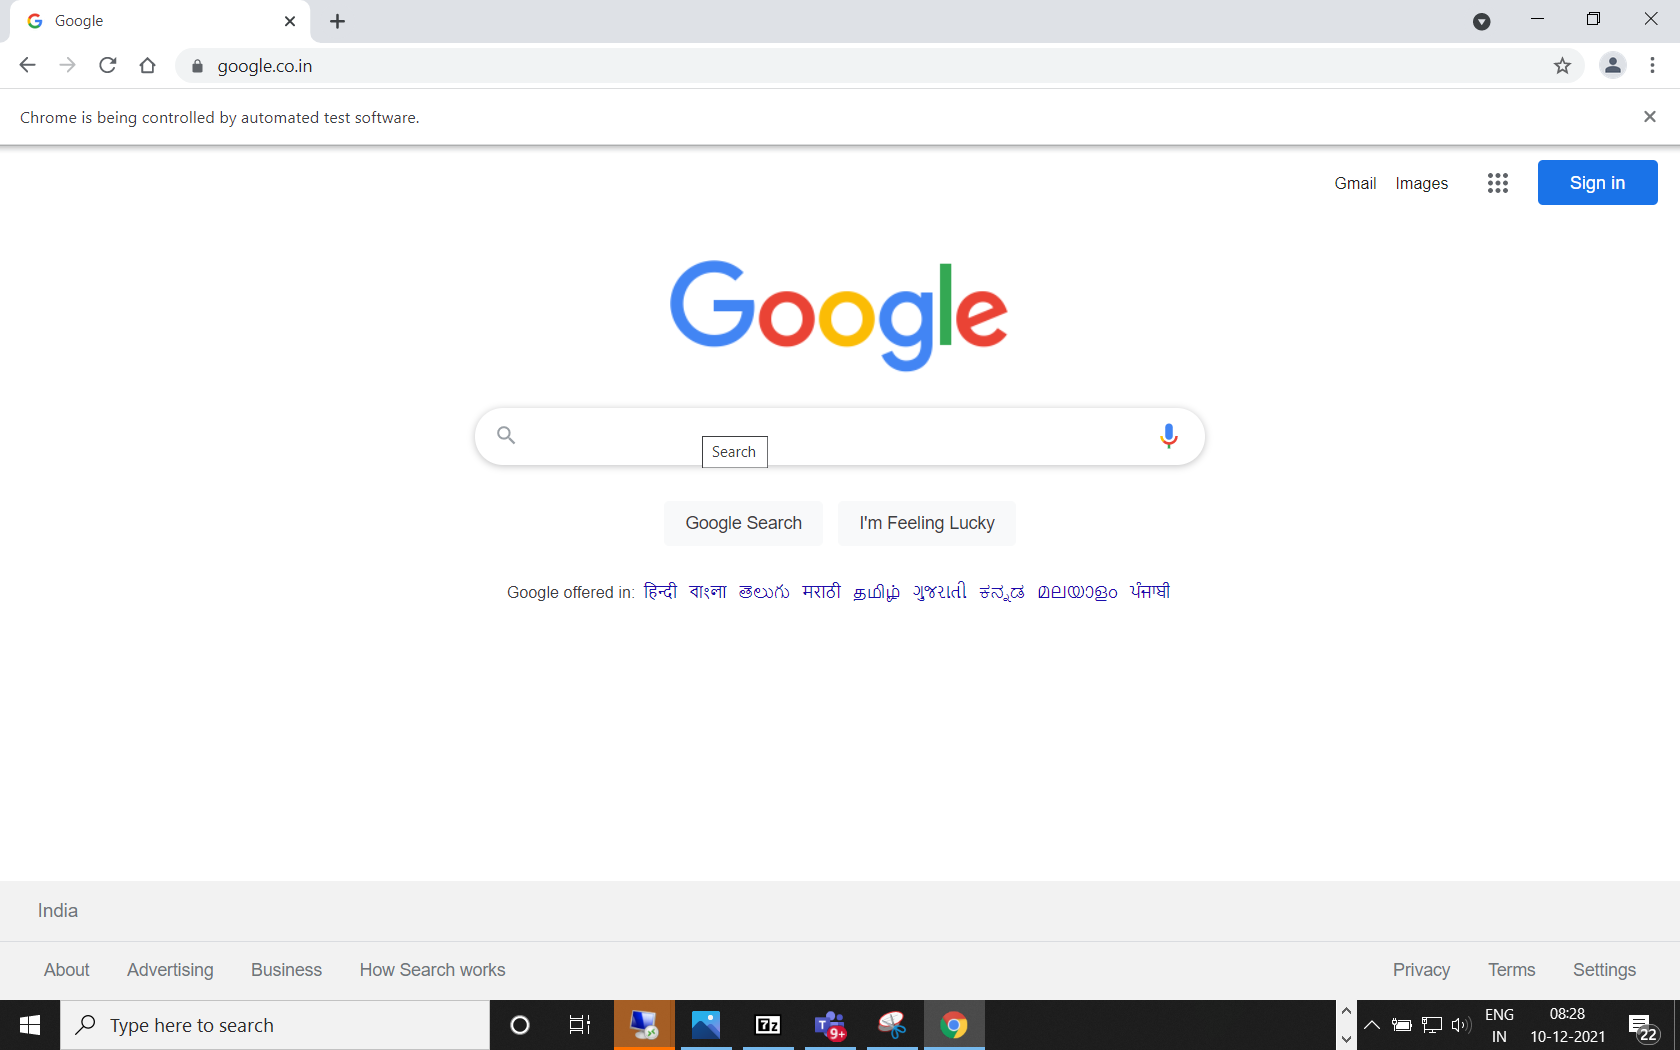 Google
google.co.in
Chrome is being controlled by automated test software.
Gmail Images Sign in
Google
Search
Google Search I'm Feeling Lucky
Google offered in: हिन्दी বাংলা తెలుగు मराठी தமிழ் ગુજરાતી ಕನ್ನಡ മലയാളം ਪੰਜਾਬੀ
India
About Advertising Business How Search works Privacy Terms Settings
Type here to search
7z
T
9+
ENG
IN
08:28
10-12-2021
22